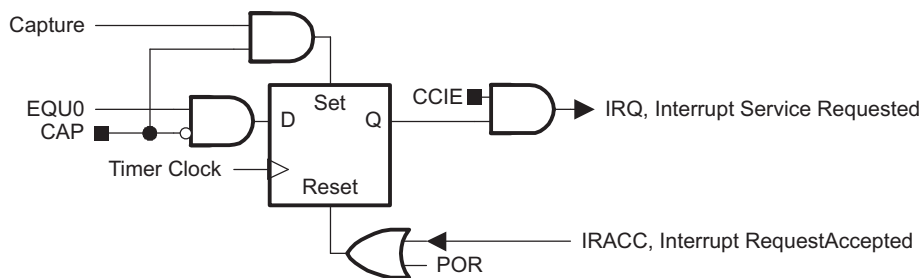 Capture
EQU0
CAP
Timer Clock
Set
D
Q
Reset
CCIE
IRQ, Interrupt Service Requested
IRACC, Interrupt RequestAccepted
POR